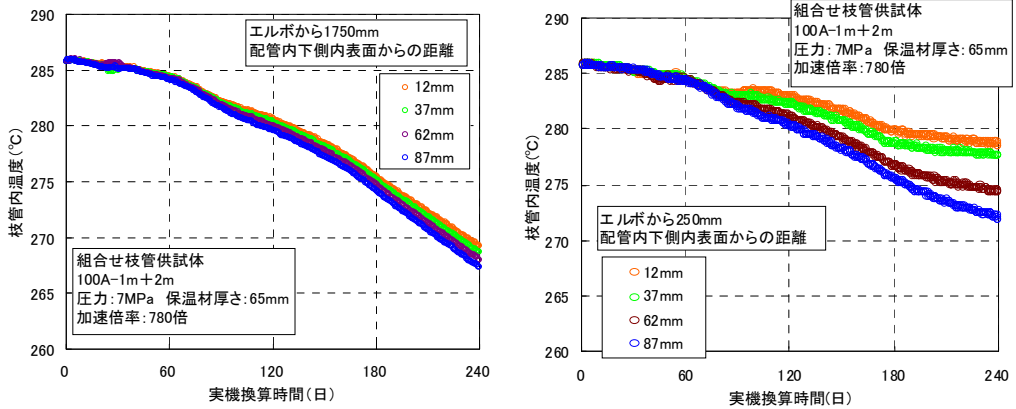 290
285
280
275
270
265
260
枝管内温度(℃)
エルボから1750mm
配管内下側内表面からの距離
12mm
37mm
62mm
87mm
組合せ枝管供試体
100A-1m+2m
圧力:7MPa 保温材厚さ:65mm
加速倍率:780倍
0
60
120
180
240
実機換算時間(日)
290
285
280
275
270
265
260
枝管内温度(℃)
組合せ枝管供試体
100A-1m+2m
圧力:7MPa 保温材厚さ:65mm
加速倍率:780倍
エルボから250mm
配管内下側内表面からの距離
12mm
37mm
62mm
87mm
0
60
120
180
240
実機換算時間(日)